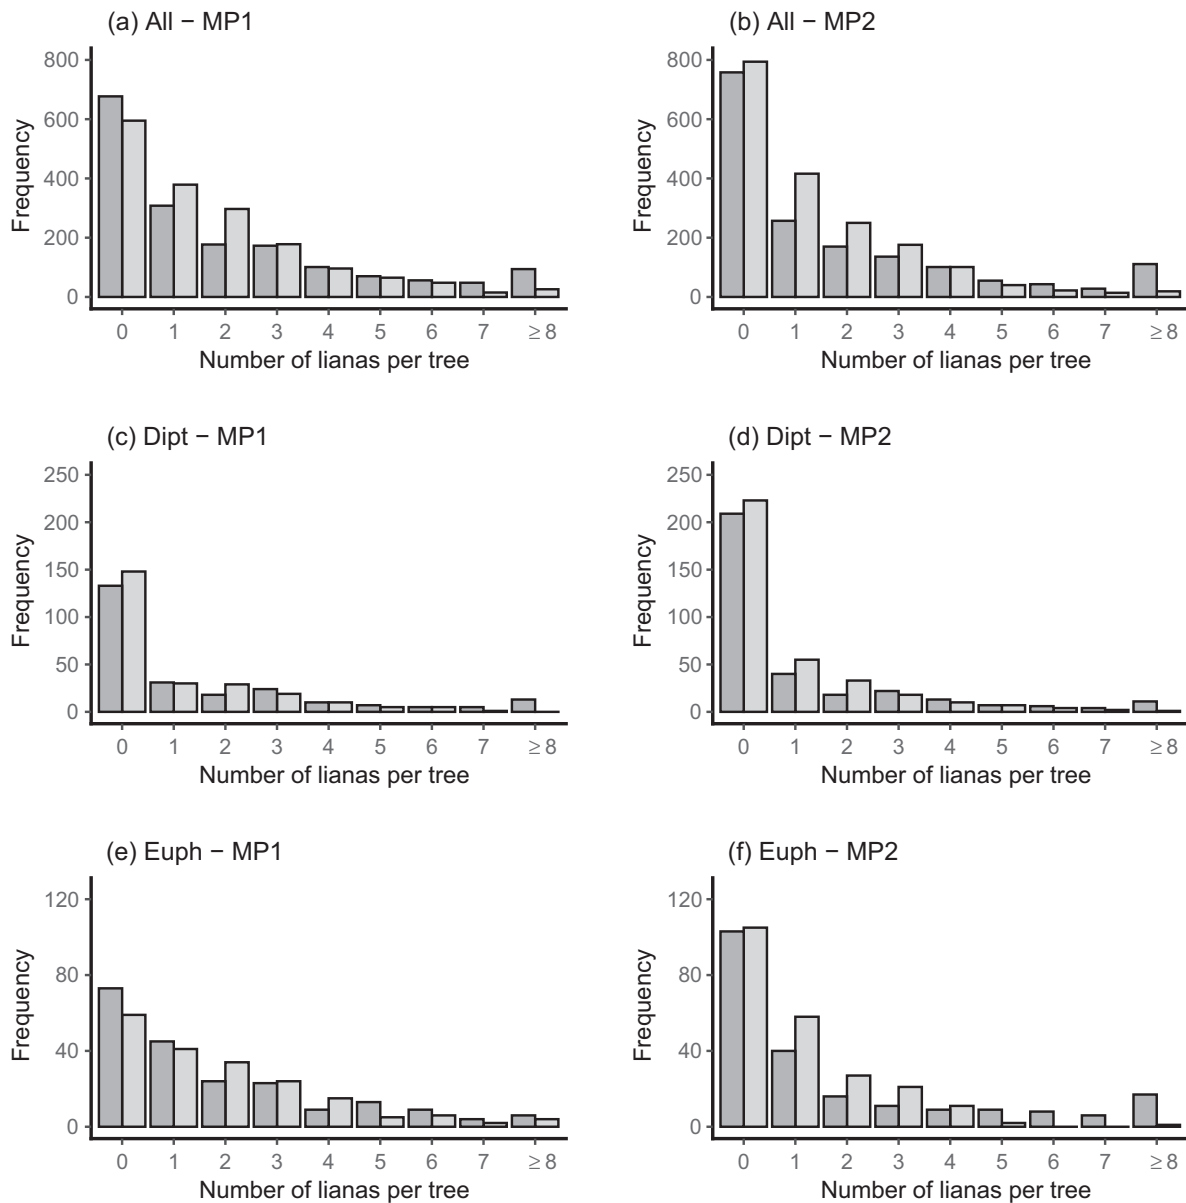 (a) All − MP1
Frequency
800
600
400
200
0
0 1 2 3 4 5 6 7 ≥ 8
Number of lianas per tree
(b) All − MP2
Frequency
800
600
400
200
0
0 1 2 3 4 5 6 7 ≥ 8
Number of lianas per tree
(c) Dipt − MP1
Frequency
250
200
150
100
50
0
0 1 2 3 4 5 6 7 ≥ 8
Number of lianas per tree
(d) Dipt − MP2
Frequency
250
200
150
100
50
0
0 1 2 3 4 5 6 7 ≥ 8
Number of lianas per tree
(e) Euph − MP1
Frequency
120
80
40
0
0 1 2 3 4 5 6 7 ≥ 8
Number of lianas per tree
(f) Euph − MP2
Frequency
120
80
40
0
0 1 2 3 4 5 6 7 ≥ 8
Number of lianas per tree